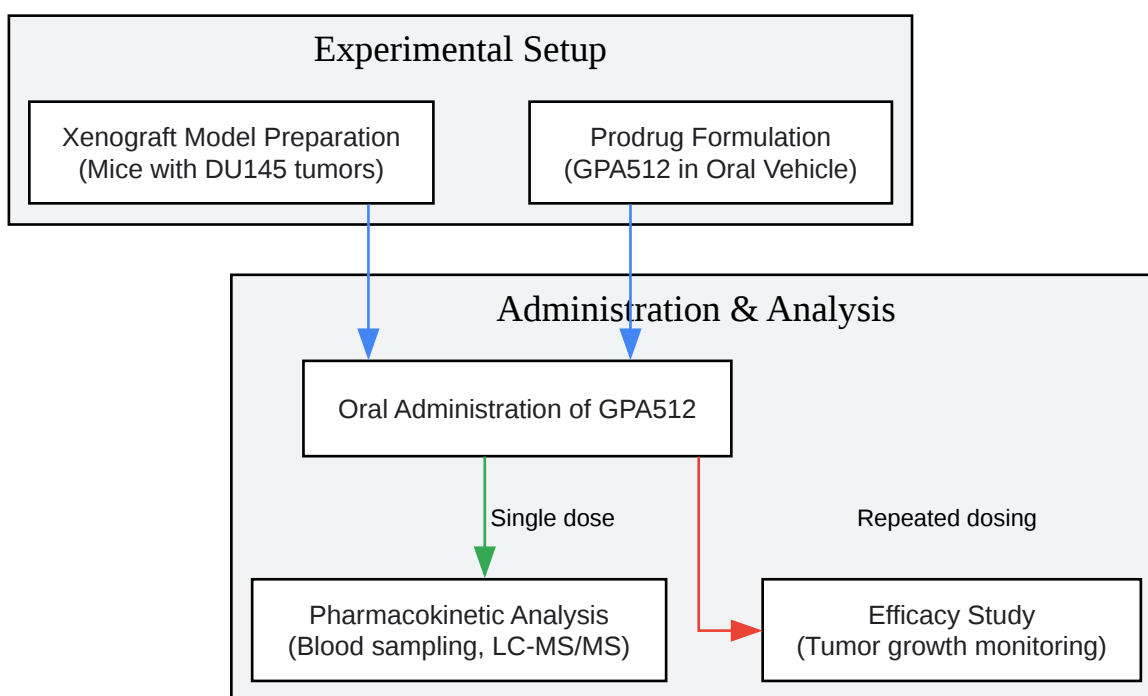 Experimental Setup
Xenograft Model Preparation
(Mice with DU145 tumors)
Prodrug Formulation
(GPA512 in Oral Vehicle)
Administration & Analysis
Oral Administration of GPA512
Single dose
Repeated dosing
Pharmacokinetic Analysis
(Blood sampling, LC-MS/MS)
Efficacy Study
(Tumor growth monitoring)